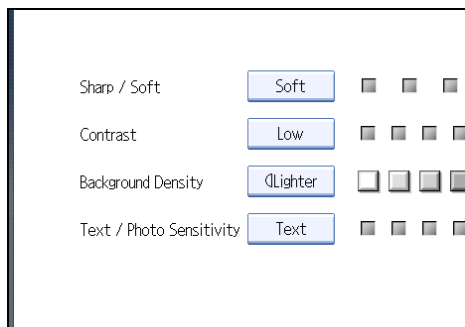 Sharp / Soft Soft
Contrast Low
Background Density Lighter
Text / Photo Sensitivity Text